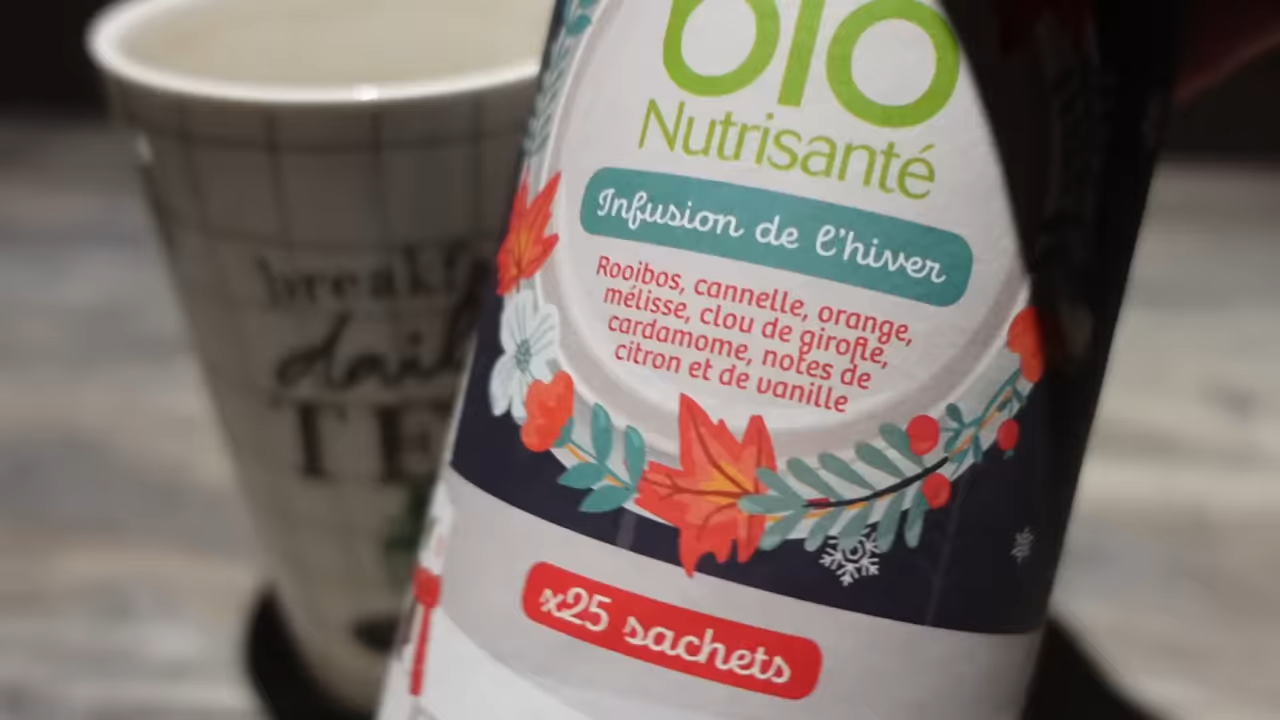 bio
Nutrisanté
Infusion de l'hiver
Rooibos, cannelle, orange,
mélisse, clou de girofle,
cardamome, notes de
citron et de vanille
x25 sachets
daily